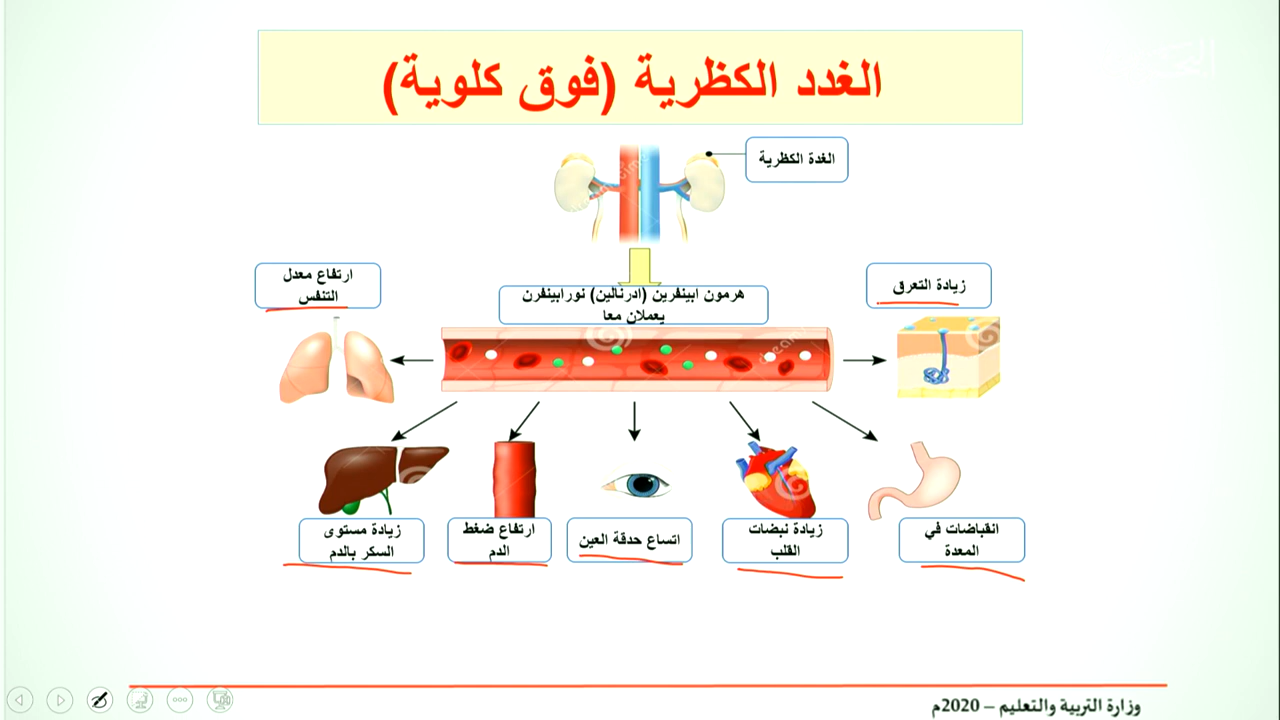 الغدد الكظرية (فوق كلوية)
الغدة الكظرية
زيادة التعرق
هرمون ابينفرين (ادرنالين) نورابينفرن
يعملان معا
ارتفاع معدل
التنفس
انقباضات في
المعدة
زيادة نبضات
القلب
اتساع حدقة العين
ارتفاع ضغط
الدم
زيادة مستوى
السكر بالدم
وزارة التربية والتعليم – 2020م